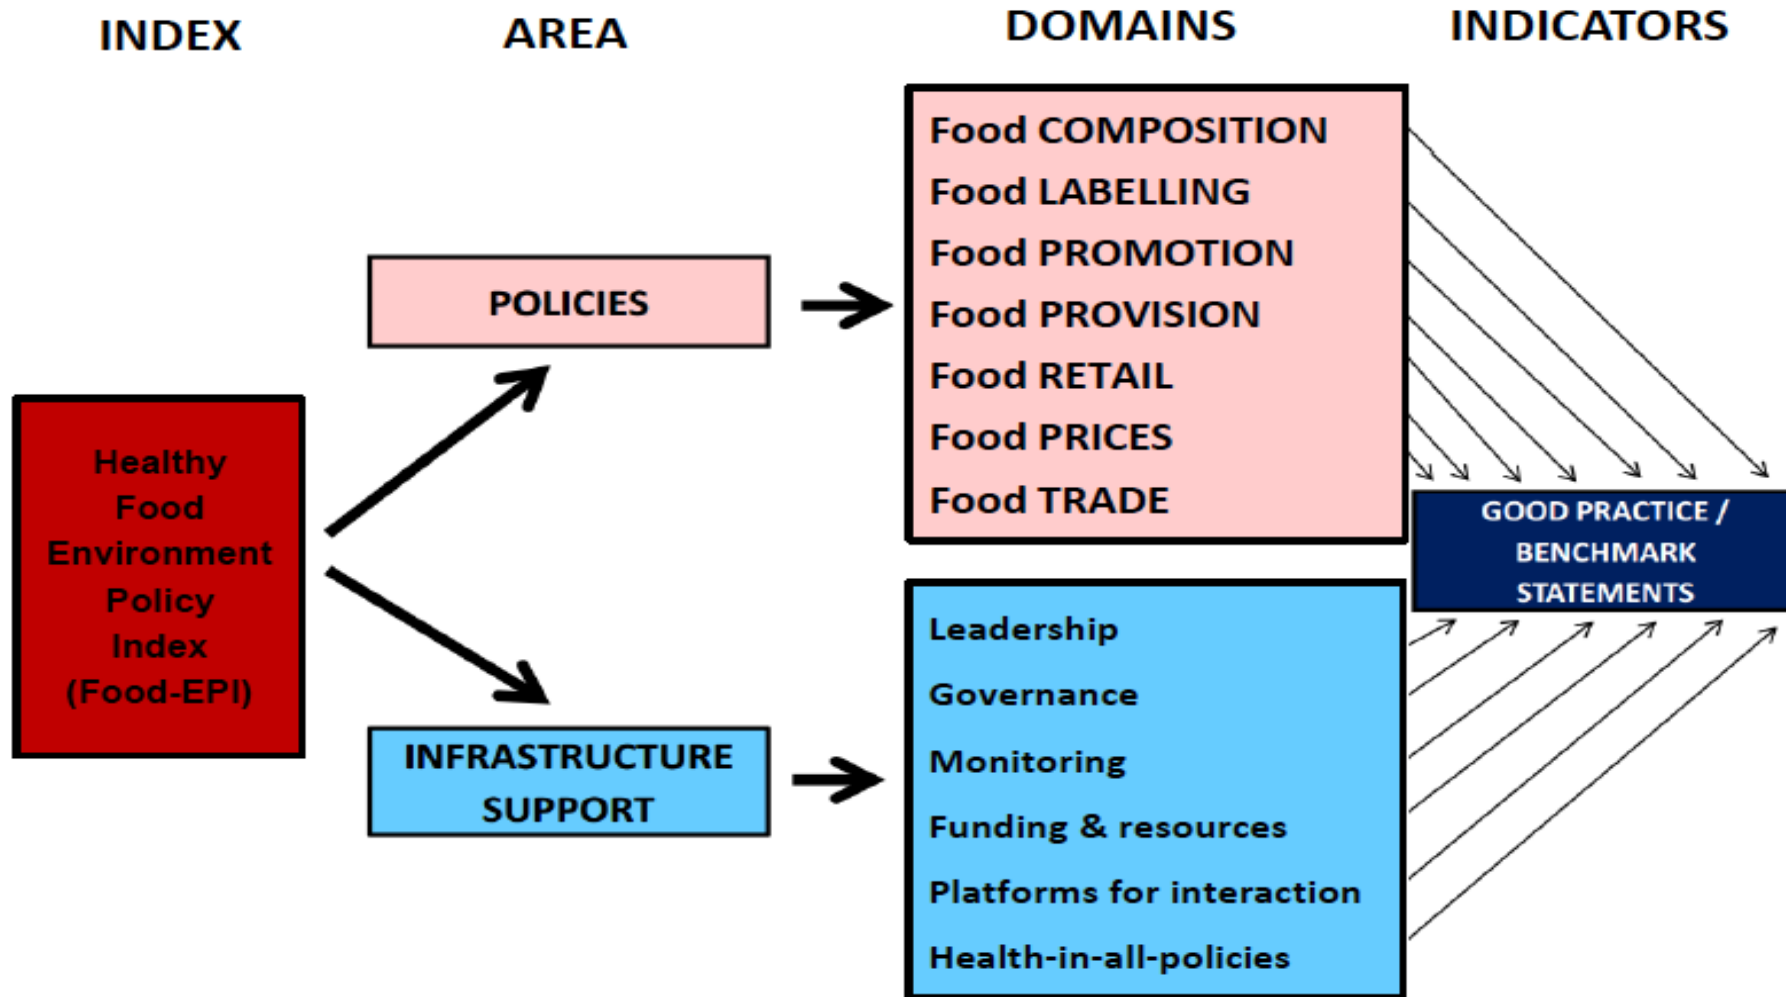 INDEX
AREA
DOMAINS
INDICATORS
Healthy
Food
Environment
Policy
Index
(Food-EPI)
POLICIES
INFRASTRUCTURE
SUPPORT
Food COMPOSITION
Food LABELLING
Food PROMOTION
Food PROVISION
Food RETAIL
Food PRICES
Food TRADE
Leadership
Governance
Monitoring
Funding & resources
Platforms for interaction
Health-in-all-policies
GOOD PRACTICE /
BENCHMARK
STATEMENTS